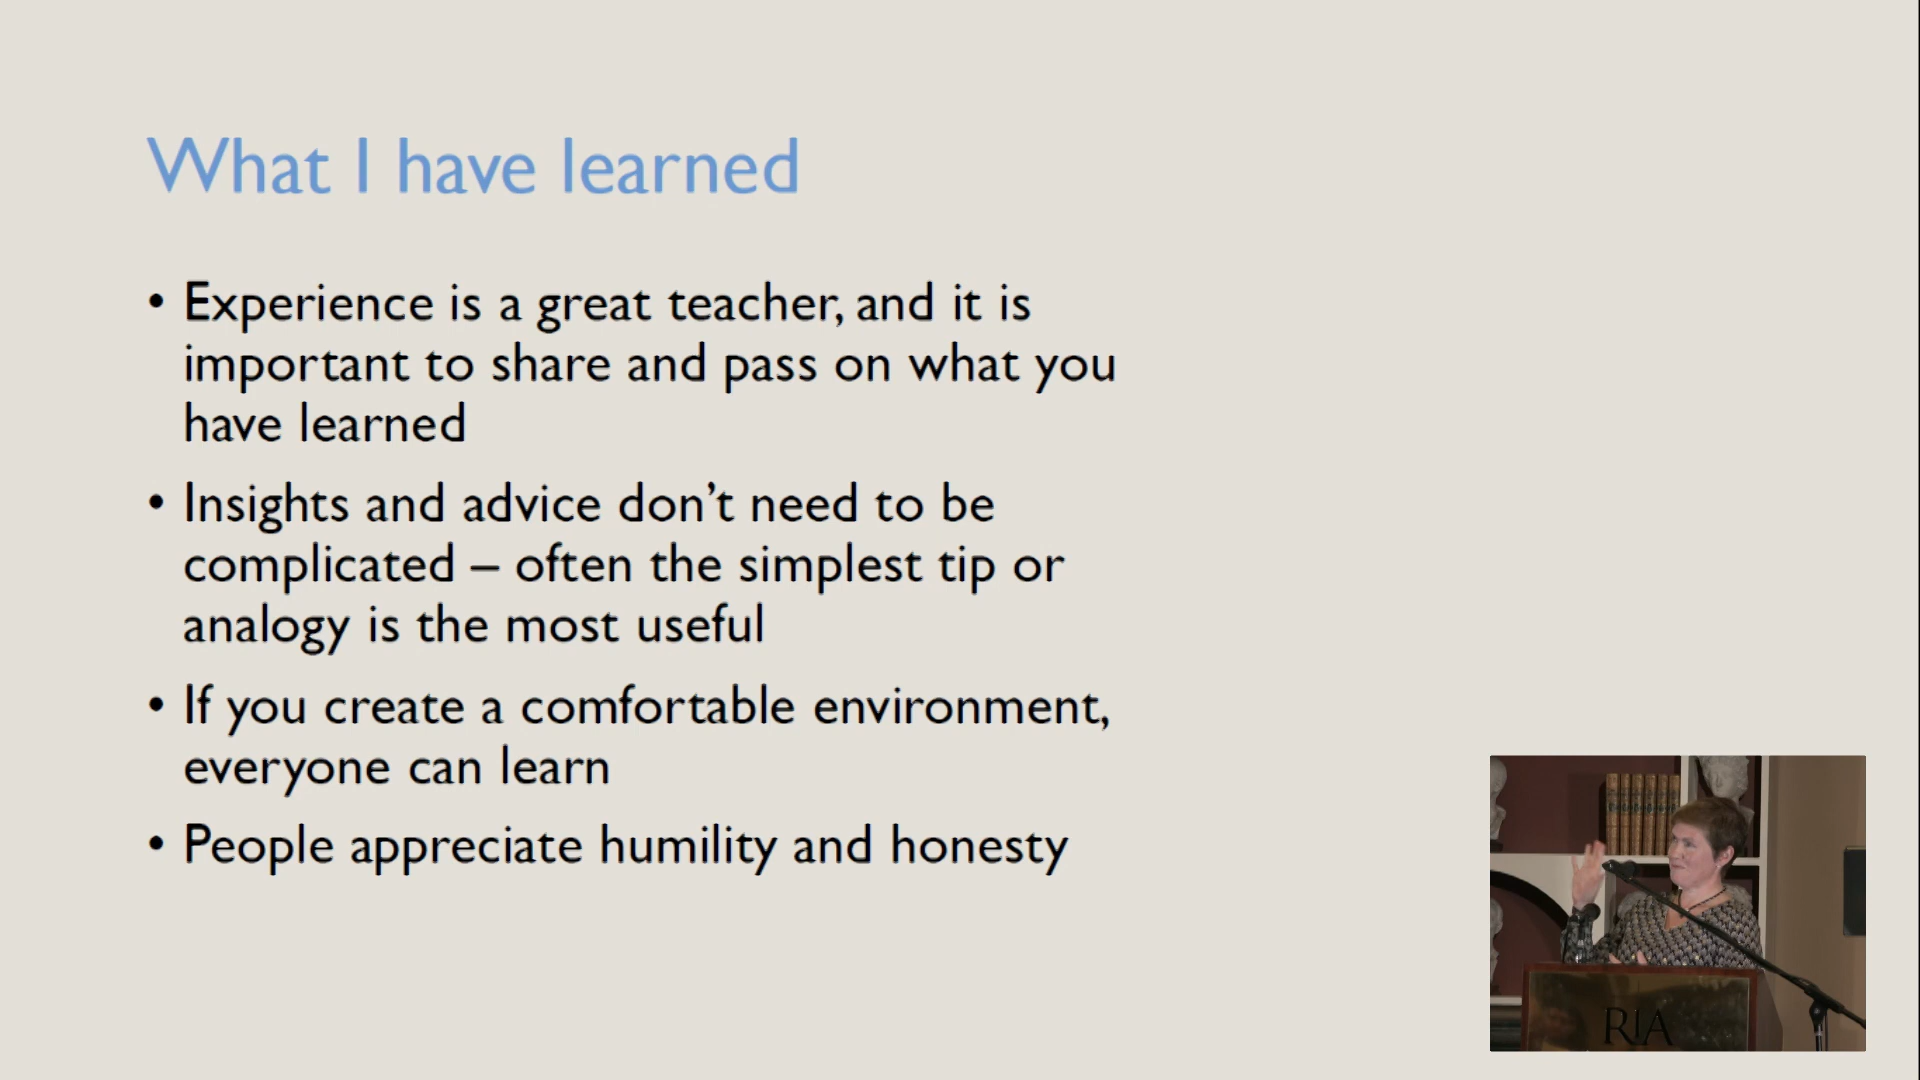 What I have learned
• Experience is a great teacher, and it is
important to share and pass on what you
have learned
• Insights and advice don’t need to be
complicated – often the simplest tip or
analogy is the most useful
• If you create a comfortable environment,
everyone can learn
• People appreciate humility and honesty
RIA